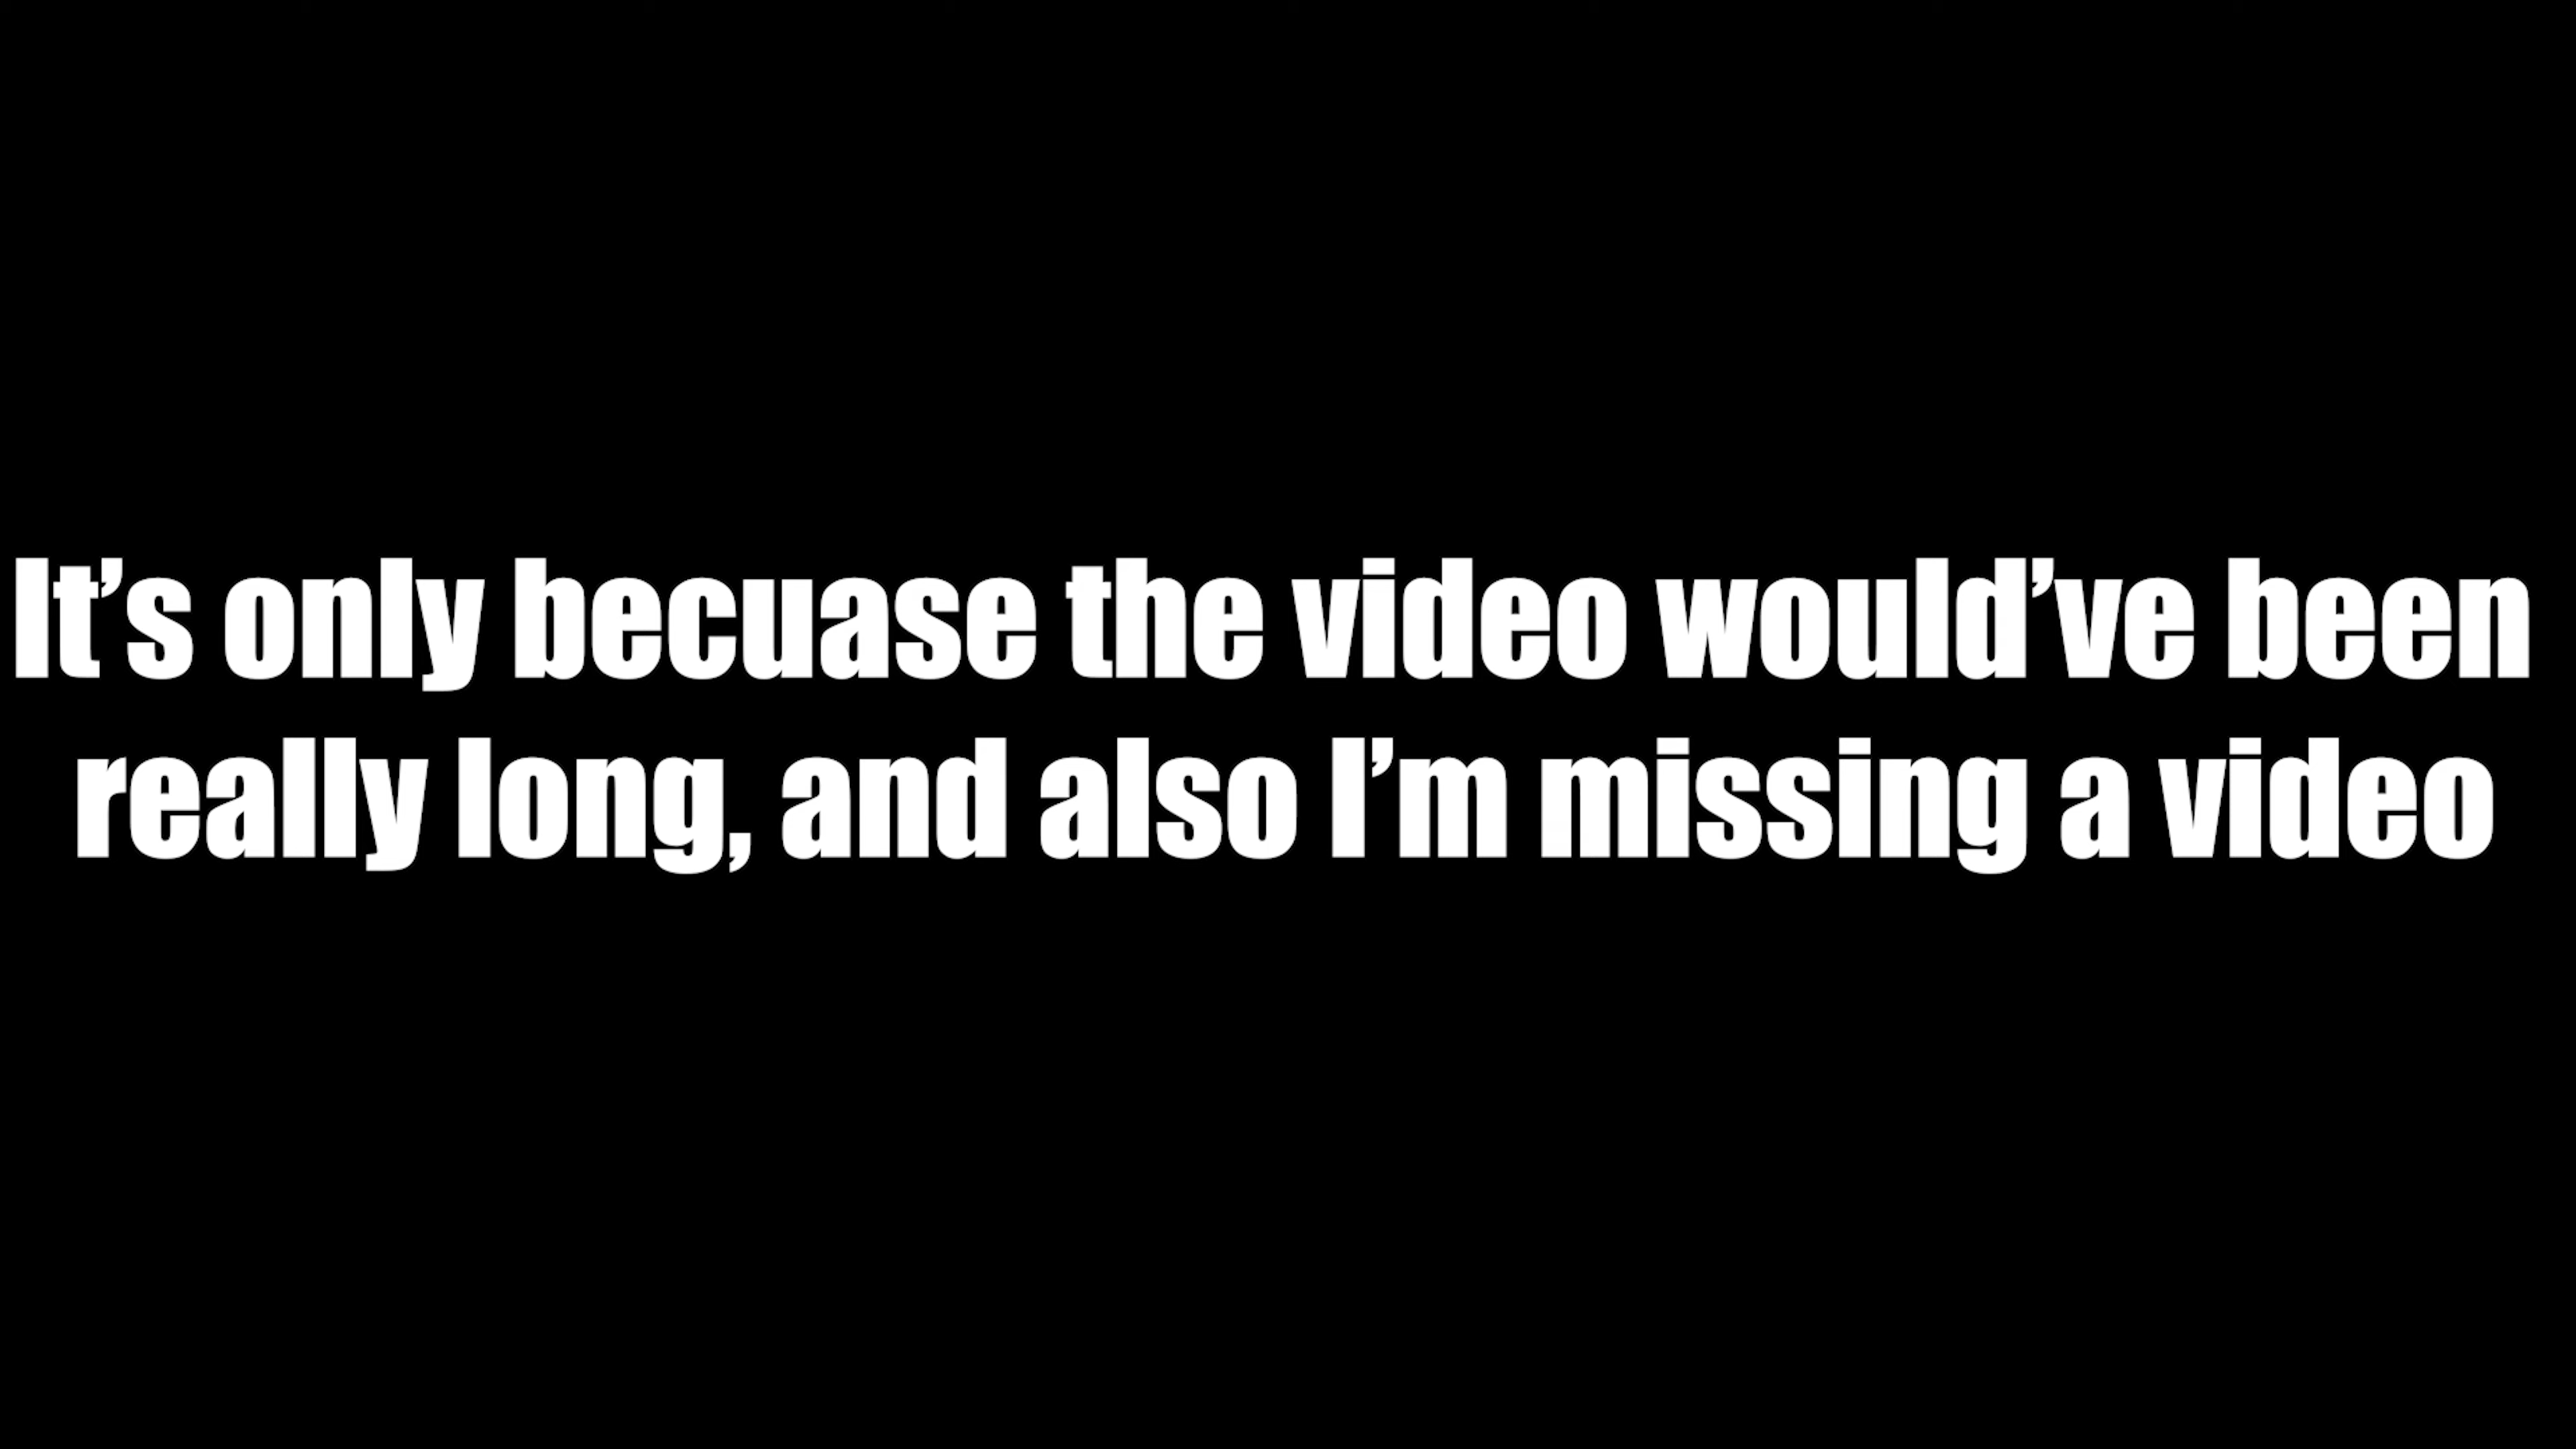 It’s only becuase the video would’ve been
really long, and also I’m missing a video